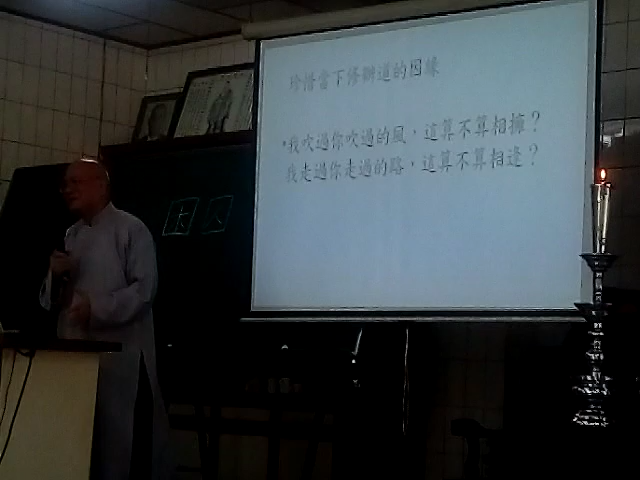 珍惜當下修辦道的因緣
•我吹過你吹過的風，這算不算相擁？
我走過你走過的路，這算不算相逢？
人